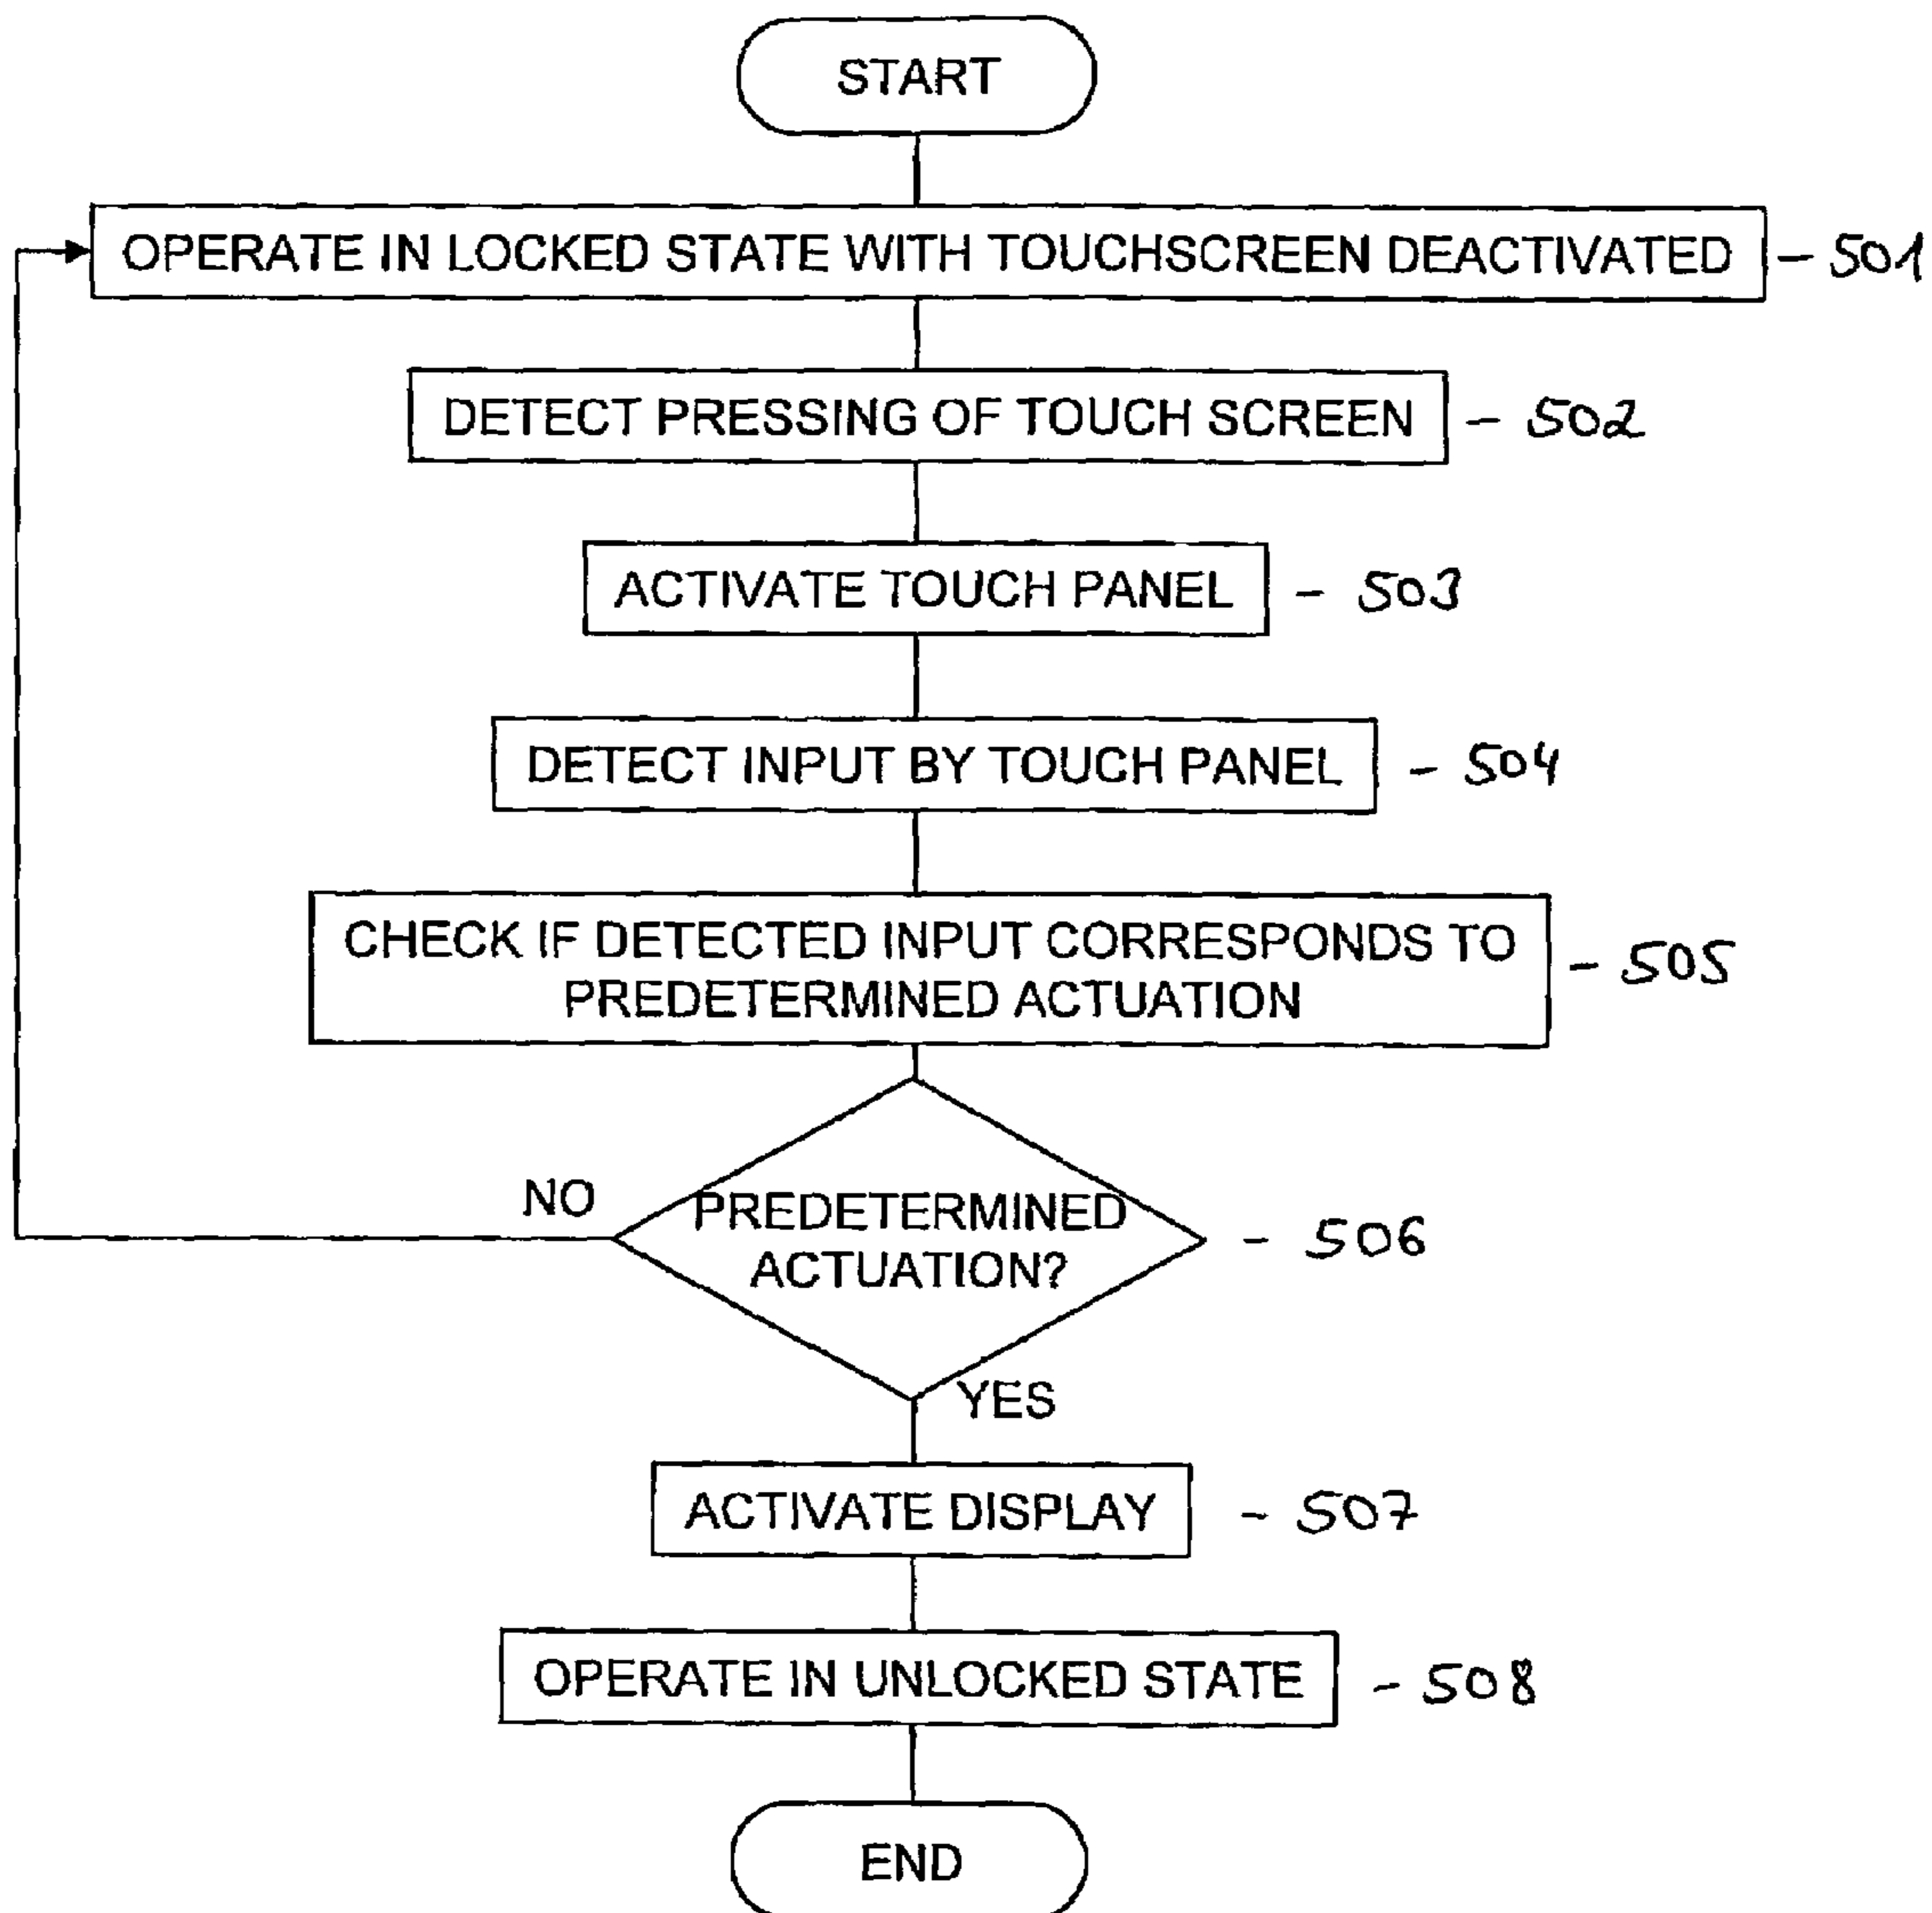 START
OPERATE IN LOCKED STATE WITH TOUCHSCREEN DEACTIVATED - 501
DETECT PRESSING OF TOUCH SCREEN - 502
ACTIVATE TOUCH PANEL - 503
DETECT INPUT BY TOUCH PANEL - 504
CHECK IF DETECTED INPUT CORRESPONDS TO
PREDETERMINED ACTUATION - 505
NO
PREDETERMINED
ACTUATION? - 506
YES
ACTIVATE DISPLAY - 507
OPERATE IN UNLOCKED STATE - 508
END